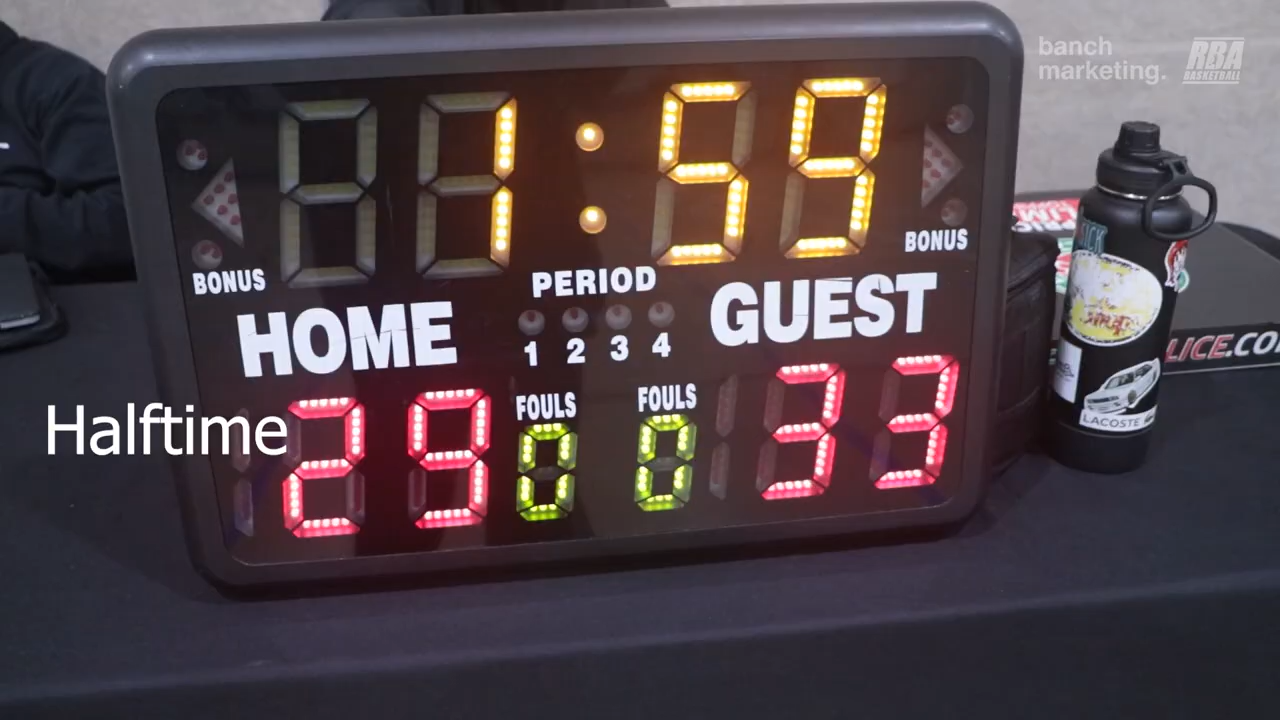 banch
marketing.
RBA
BASKETBALL
1:59
BONUS
BONUS
PERIOD
HOME
GUEST
1 2 3 4
FOULS
FOULS
Halftime
29
0
0
33
LICE.CO
LACOSTE